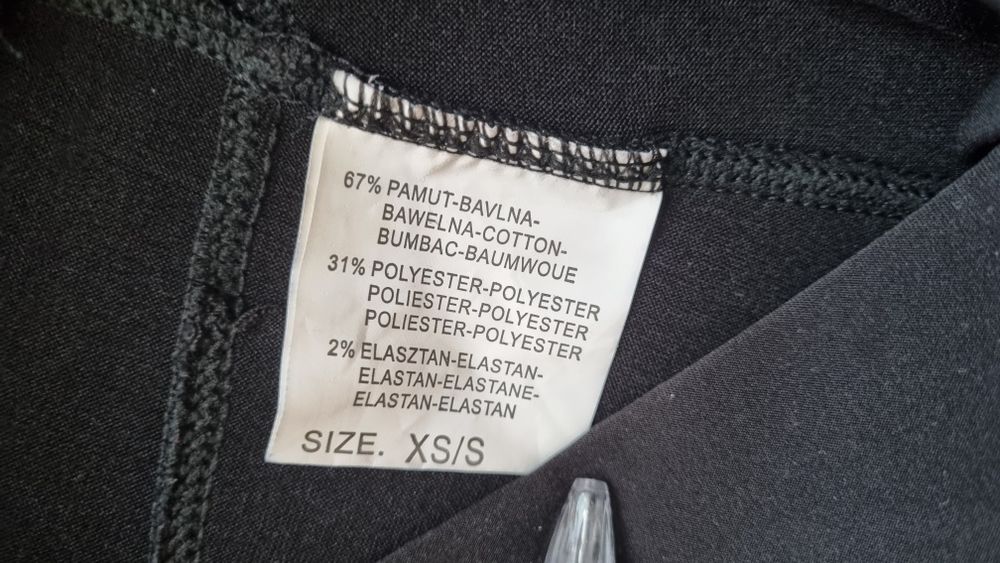 67% PAMUT-BAVLNA-
BAWELNA-COTTON-
BUMBAC-BAUMWOUE
31% POLYESTER-POLYESTER
POLIESTER-POLYESTER
POLIESTER-POLYESTER
2% ELASZTAN-ELASTAN-
ELASTAN-ELASTANE-
ELASTAN-ELASTAN
SIZE. XS/S